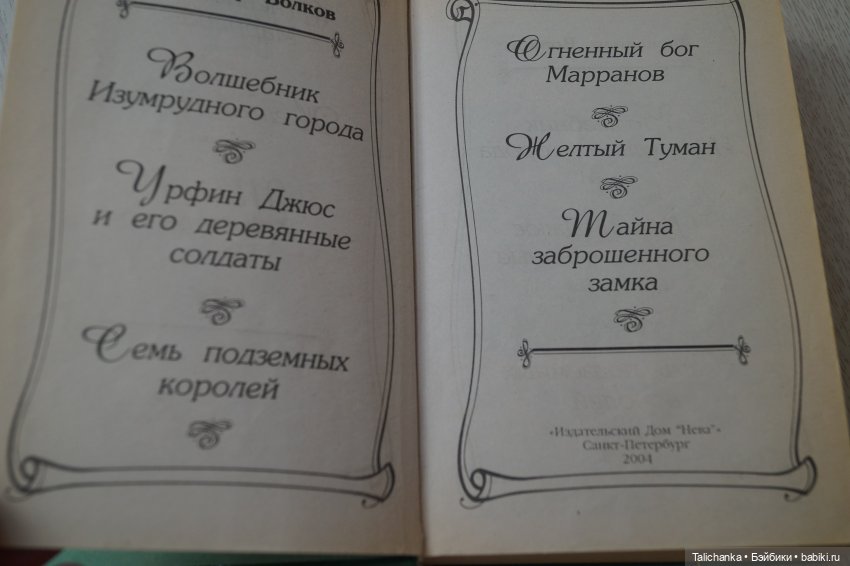 Волков
Волшебник
Изумрудного города
Урфин Джюс
и его деревянные
солдаты
Семь подземных
королей
Огненный бог
Марранов
Желтый Туман
Тайна
заброшенного
замка
«Издательский Дом "Нева"»
Санкт-Петербург
2004
Talichanka • Бэйбики • babiki.ru